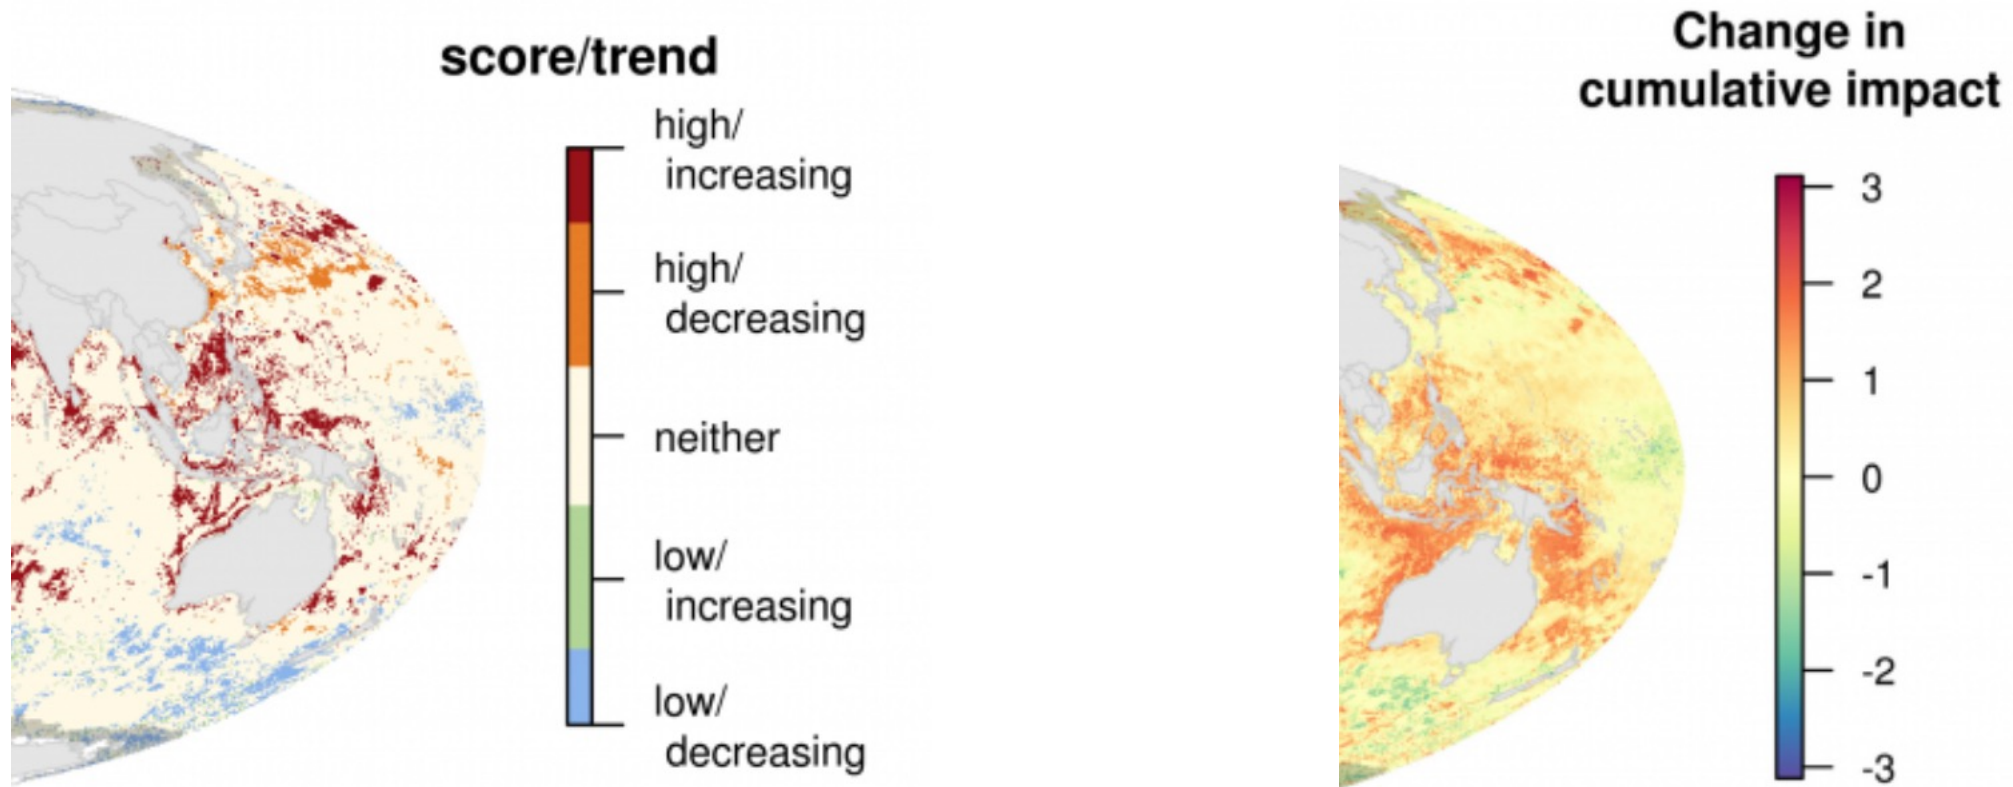 score/trend
high/
increasing
high/
decreasing
neither
low/
increasing
low/
decreasing
Change in
cumulative impact
3
2
1
0
-1
-2
-3